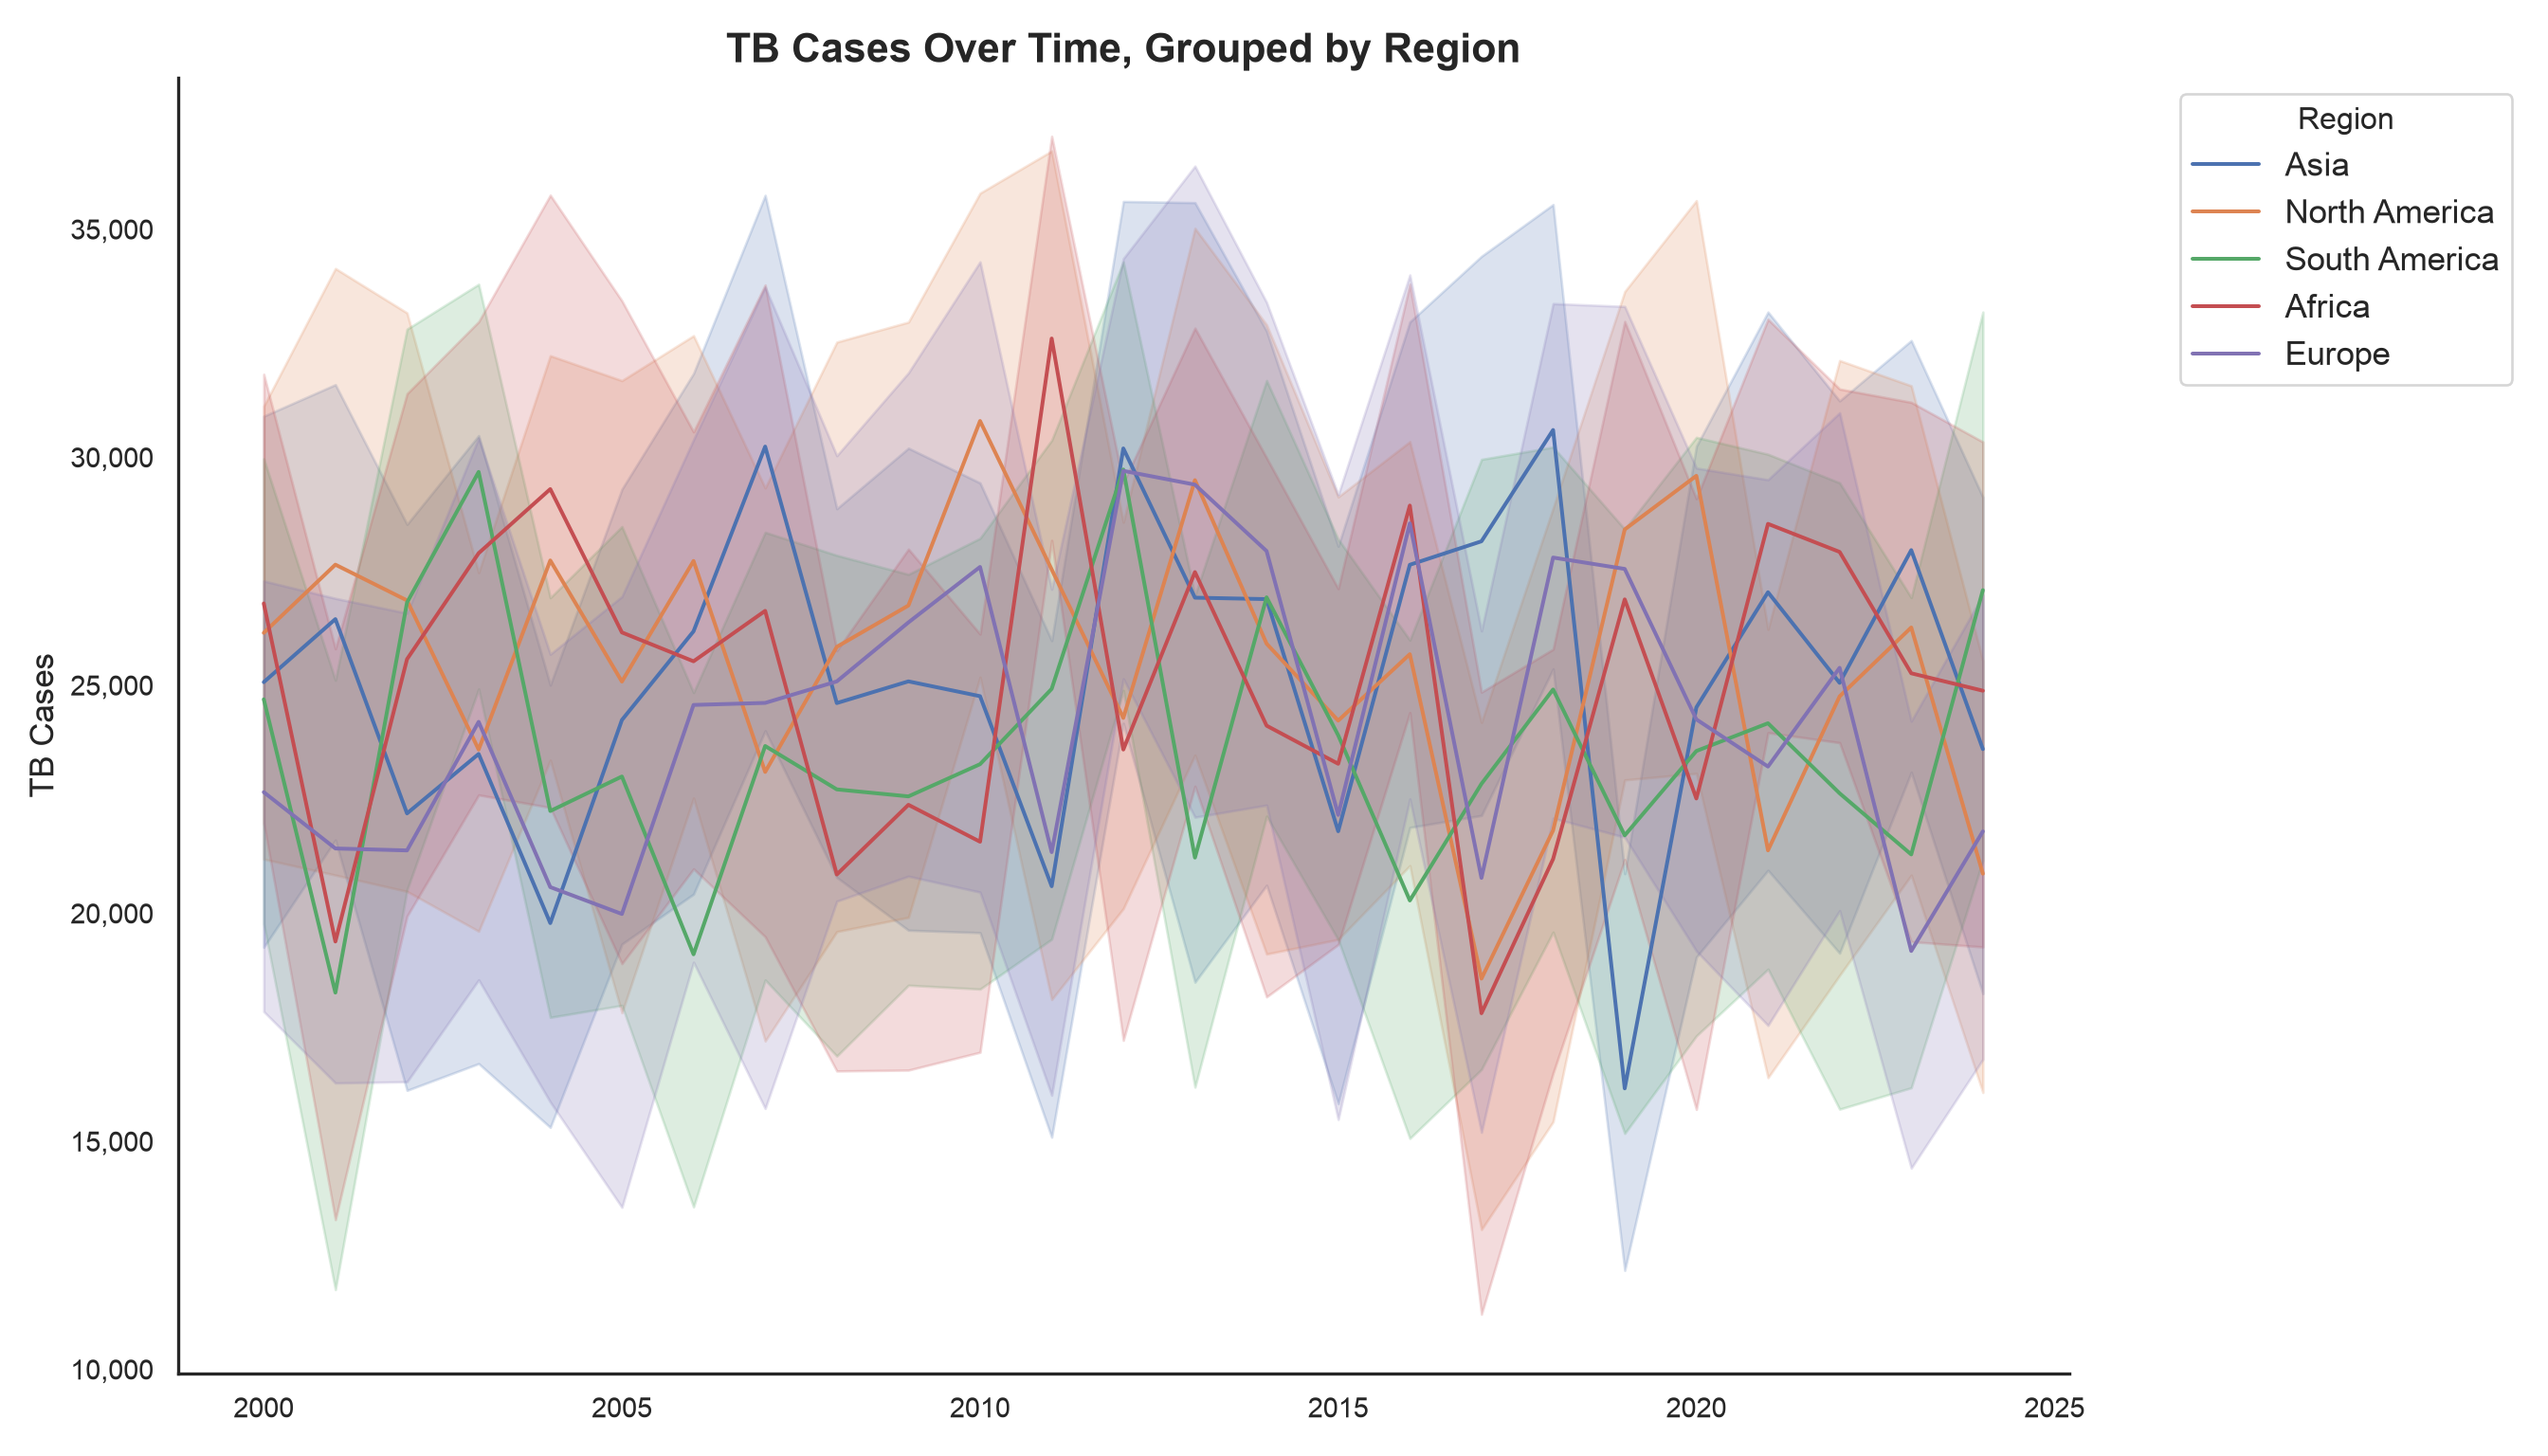 TB Cases Over Time, Grouped by Region
Region
Asia
North America
South America
Africa
Europe
TB Cases
35,000
30,000
25,000
20,000
15,000
10,000
2000
2005
2010
2015
2020
2025